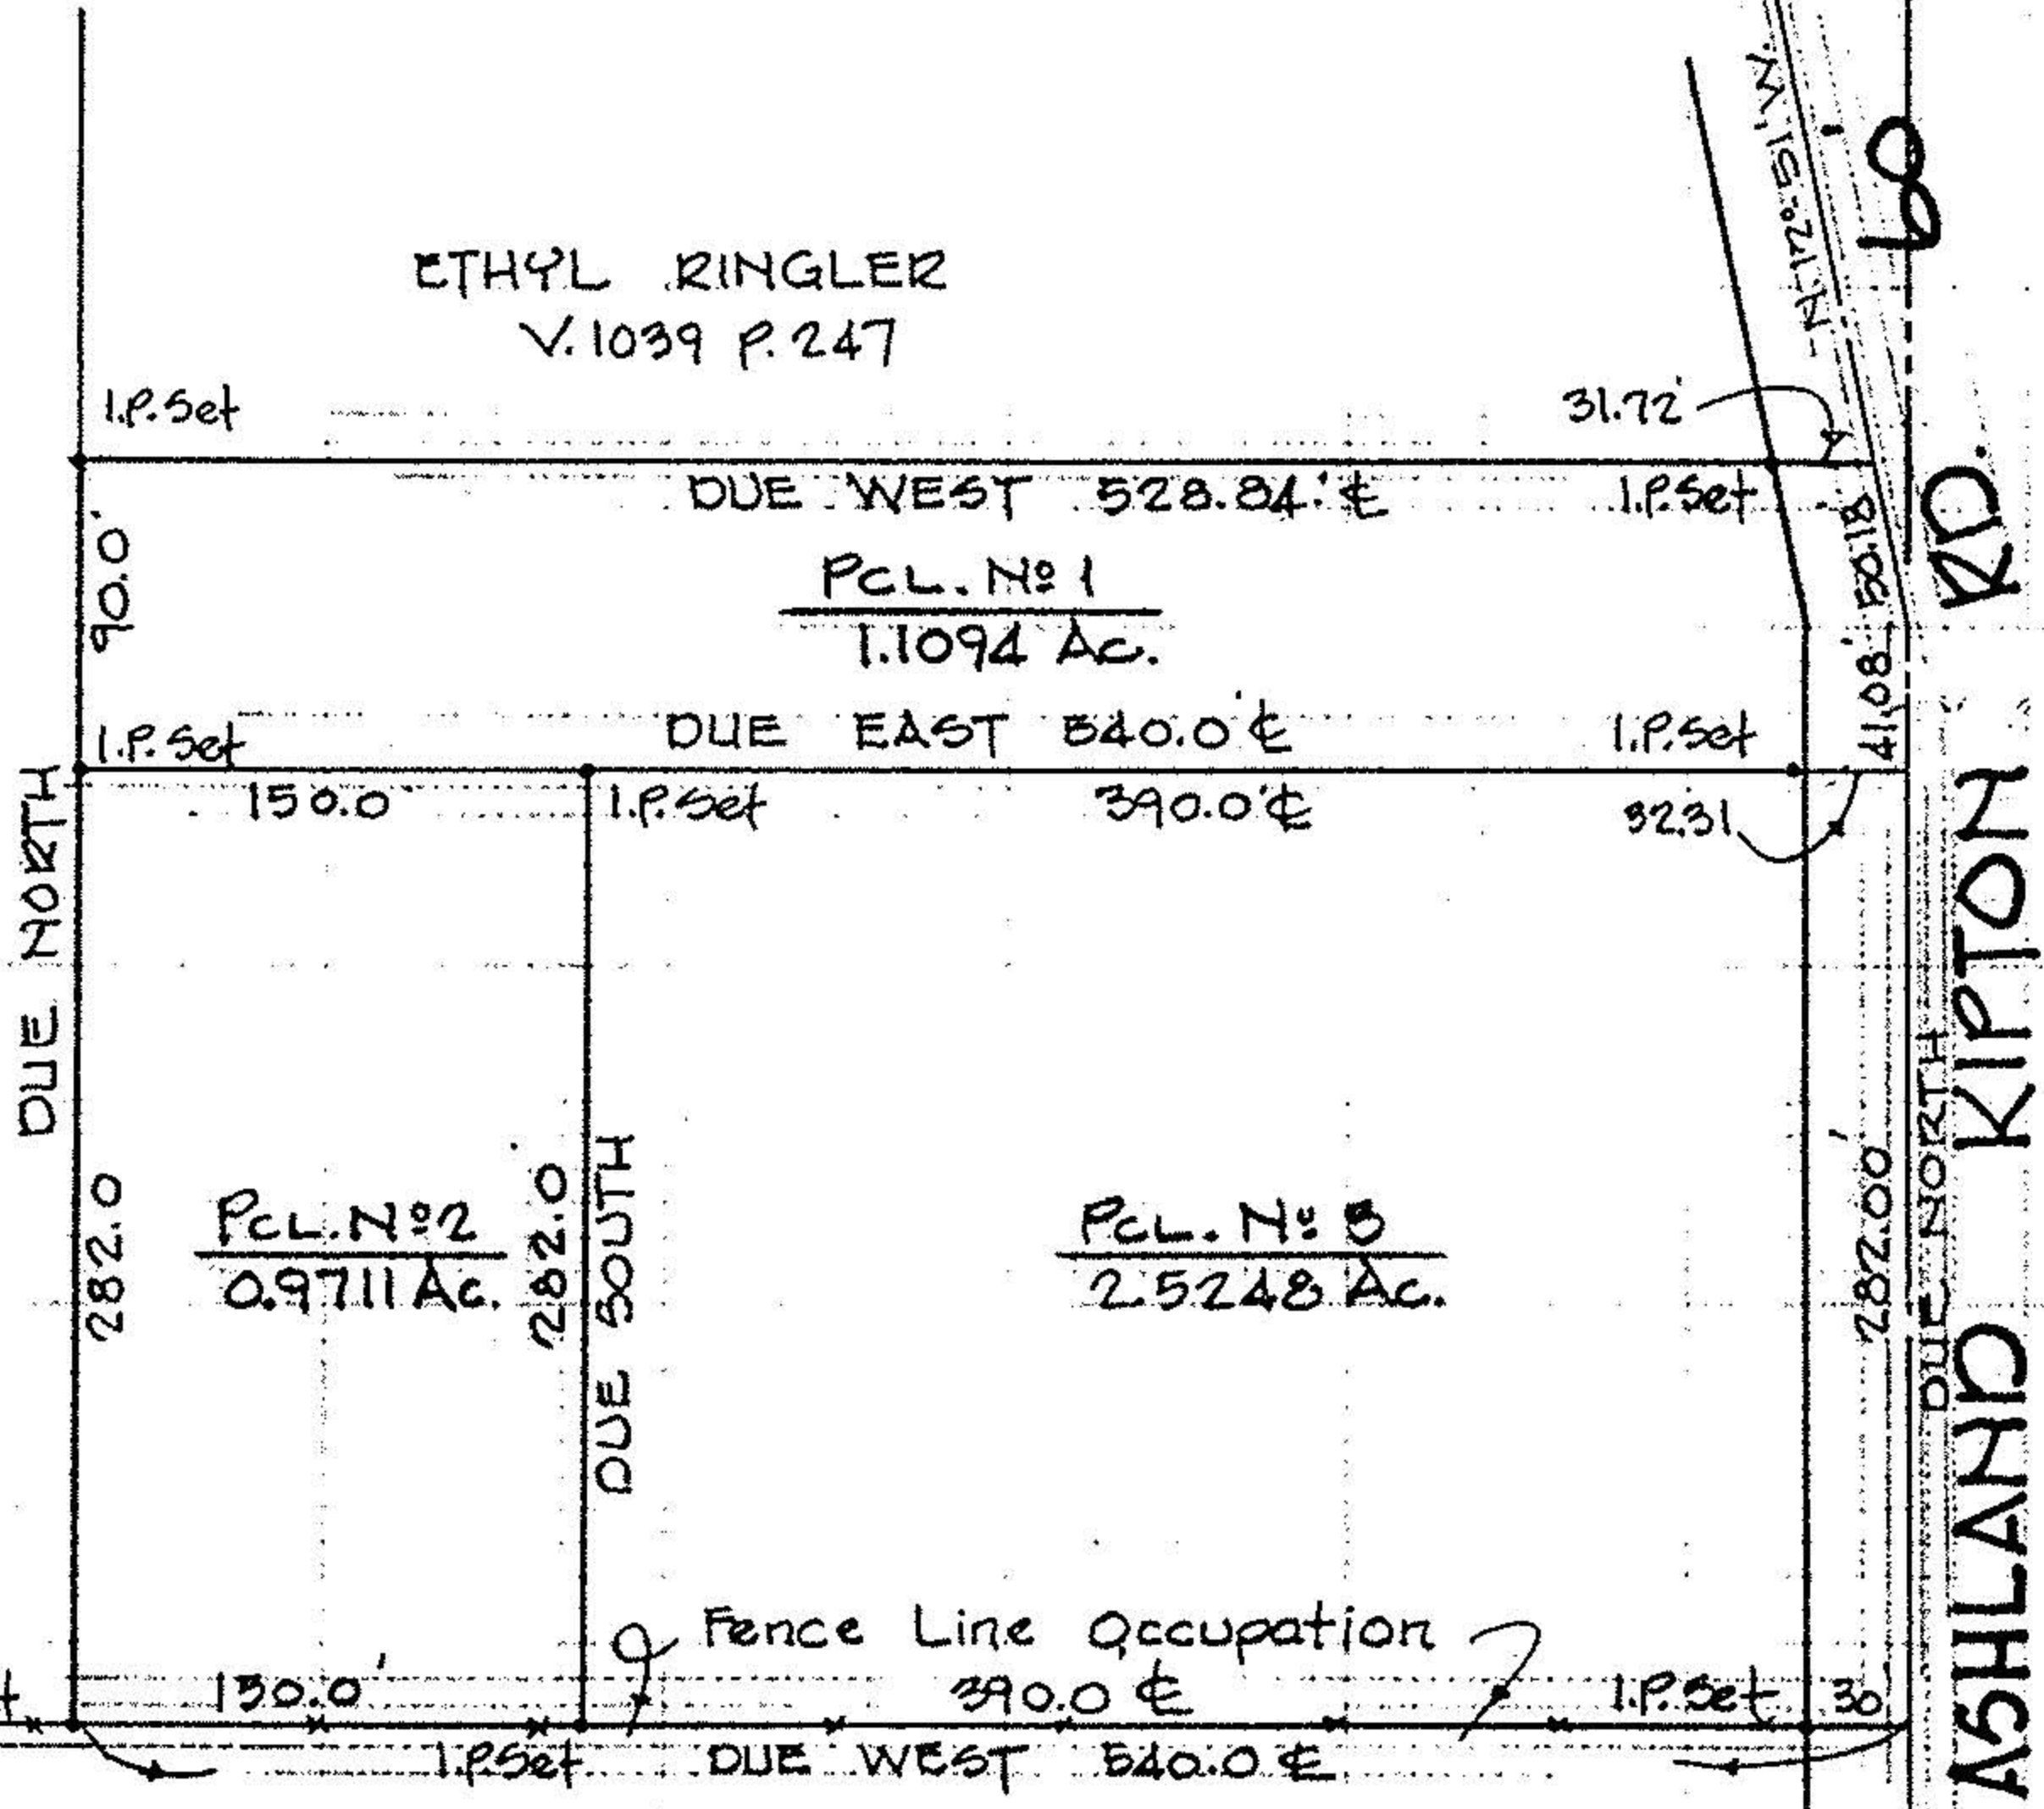 ETHYL RINGLER
V. 1039 P. 247
N.12°-51'.W.
I.P. Set
31.72'
DUE WEST 528.84' ℄
I.P. Set
90.0'
PCL. Nº 1
1.1094 Ac.
50.18
41.08'
I.P. Set
DUE EAST 540.0' ℄
I.P. Set
150.0
I.P. Set
390.0' ℄
32.31
DUE NORTH
282.0
PCL. Nº 2
0.9711 Ac.
282.0
DUE SOUTH
PCL. Nº 3
2.5248 Ac.
282.00'
DUE NORTH
ASHLAND KIPTON RD.
Fence Line Occupation
150.0'
390.0 ℄
I.P. Set
30
I.P. Set
DUE WEST 540.0 ℄